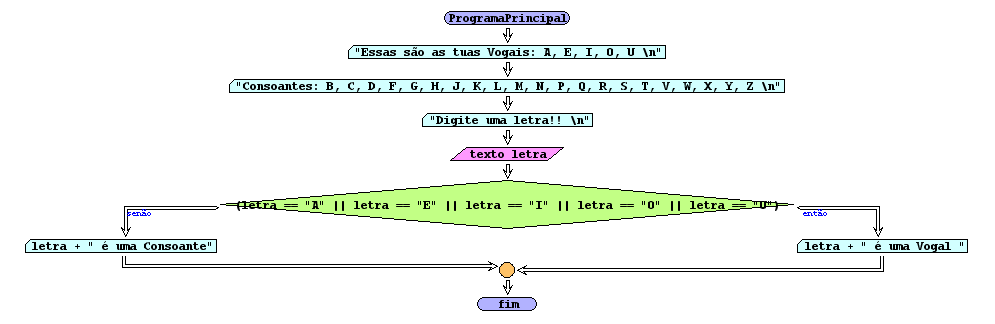 ProgramaPrincipal
"Essas são as tuas Vogais: A, E, I, O, U \n"
"Consoantes: B, C, D, F, G, H, J, K, L, M, N, P, Q, R, S, T, V, W, X, Y, Z \n"
"Digite uma letra!! \n"
texto letra
(letra == "A" || letra == "E" || letra == "I" || letra == "O" || letra == "U")
senão
então
letra + " é uma Consoante"
letra + " é uma Vogal "
fim